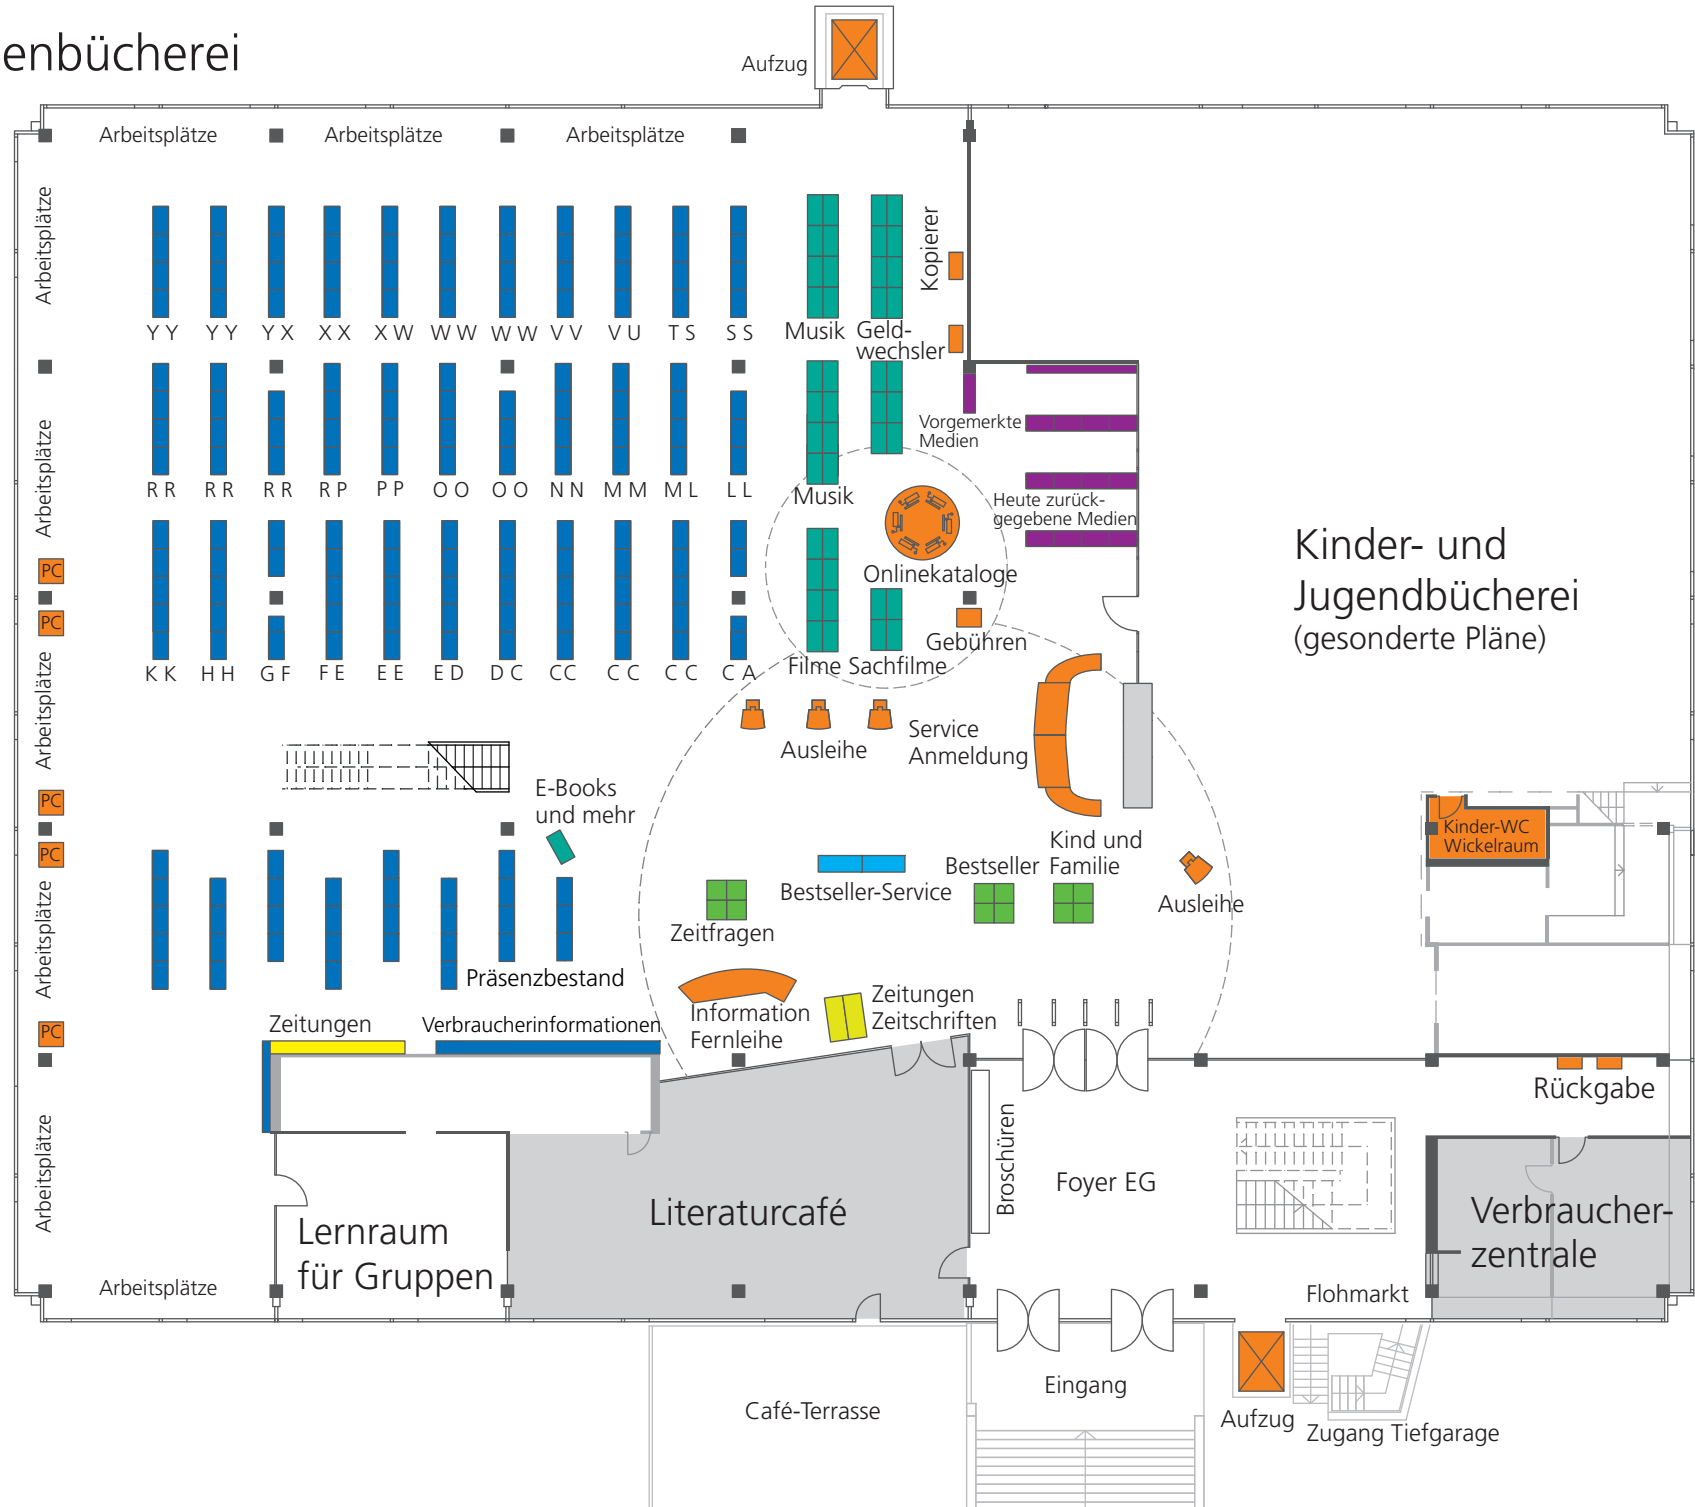 enbücherei
Aufzug
Arbeitsplätze
Arbeitsplätze
Arbeitsplätze
Arbeitsplätze
Kopierer
Y Y
Y Y
Y X
X X
X W
W W
W W
V V
V U
T S
S S
Musik
Geld-
wechsler
Arbeitsplätze
Vorgemerkte
Medien
R R
R R
R R
R P
P P
O O
O O
N N
M M
M L
L L
Musik
Heute zurück-
gegebene Medien
Kinder- und
Jugendbücherei
(gesonderte Pläne)
PC
PC
Onlinekataloge
Gebühren
Filme
Sachfilme
K K
H H
G F
F E
E E
E D
D C
CC
C C
C C
C A
Arbeitsplätze
Ausleihe
Service
Anmeldung
E-Books
und mehr
PC
PC
Kinder-WC
Wickelraum
Kind und
Familie
Bestseller
Bestseller-Service
Ausleihe
Zeitfragen
Arbeitsplätze
Präsenzbestand
Zeitungen
Zeitschriften
Information
Fernleihe
PC
Zeitungen
Verbraucherinformationen
Rückgabe
Arbeitsplätze
Broschüren
Foyer EG
Literaturcafé
Lernraum
für Gruppen
Verbraucher-
zentrale
Arbeitsplätze
Flohmarkt
Eingang
Café-Terrasse
Aufzug
Zugang Tiefgarage